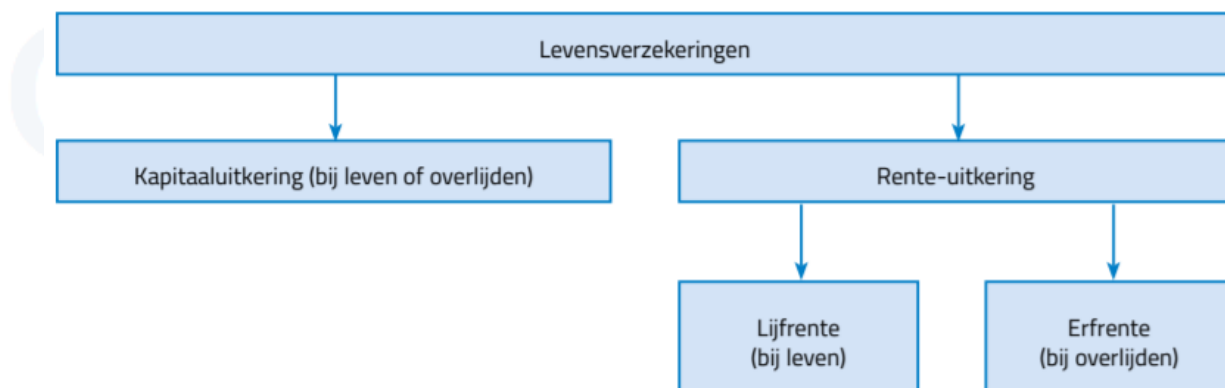 Levensverzekeringen
Kapitaaluitkering (bij leven of overlijden)
Rente-uitkering
Lijfrente
(bij leven)
Erfrente
(bij overlijden)